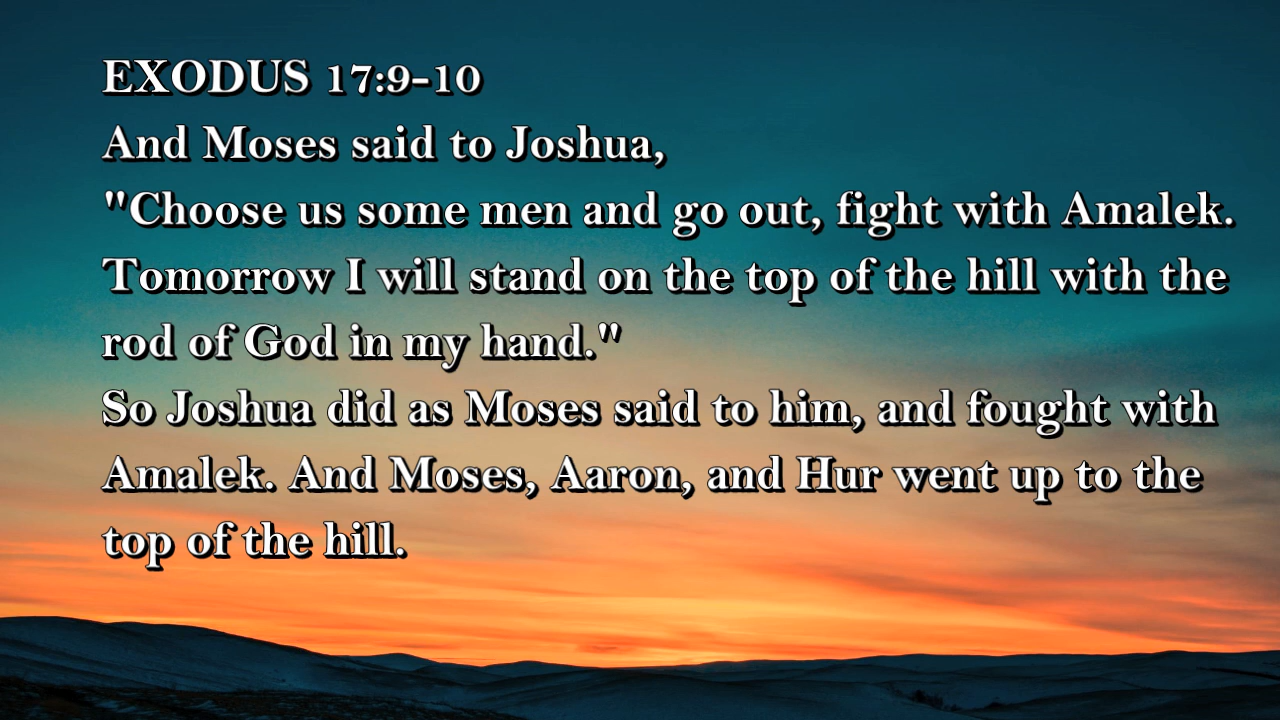 EXODUS 17:9-10
And Moses said to Joshua,
"Choose us some men and go out, fight with Amalek.
Tomorrow I will stand on the top of the hill with the
rod of God in my hand."
So Joshua did as Moses said to him, and fought with
Amalek. And Moses, Aaron, and Hur went up to the
top of the hill.